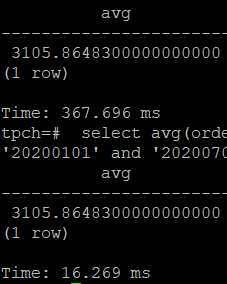 avg
------------------------
3105.8648300000000000
(1 row)
Time: 367.696 ms
tpch=#  select avg(orde
'20200101' and '2020070
avg
------------------------
3105.8648300000000000
(1 row)
Time: 16.269 ms